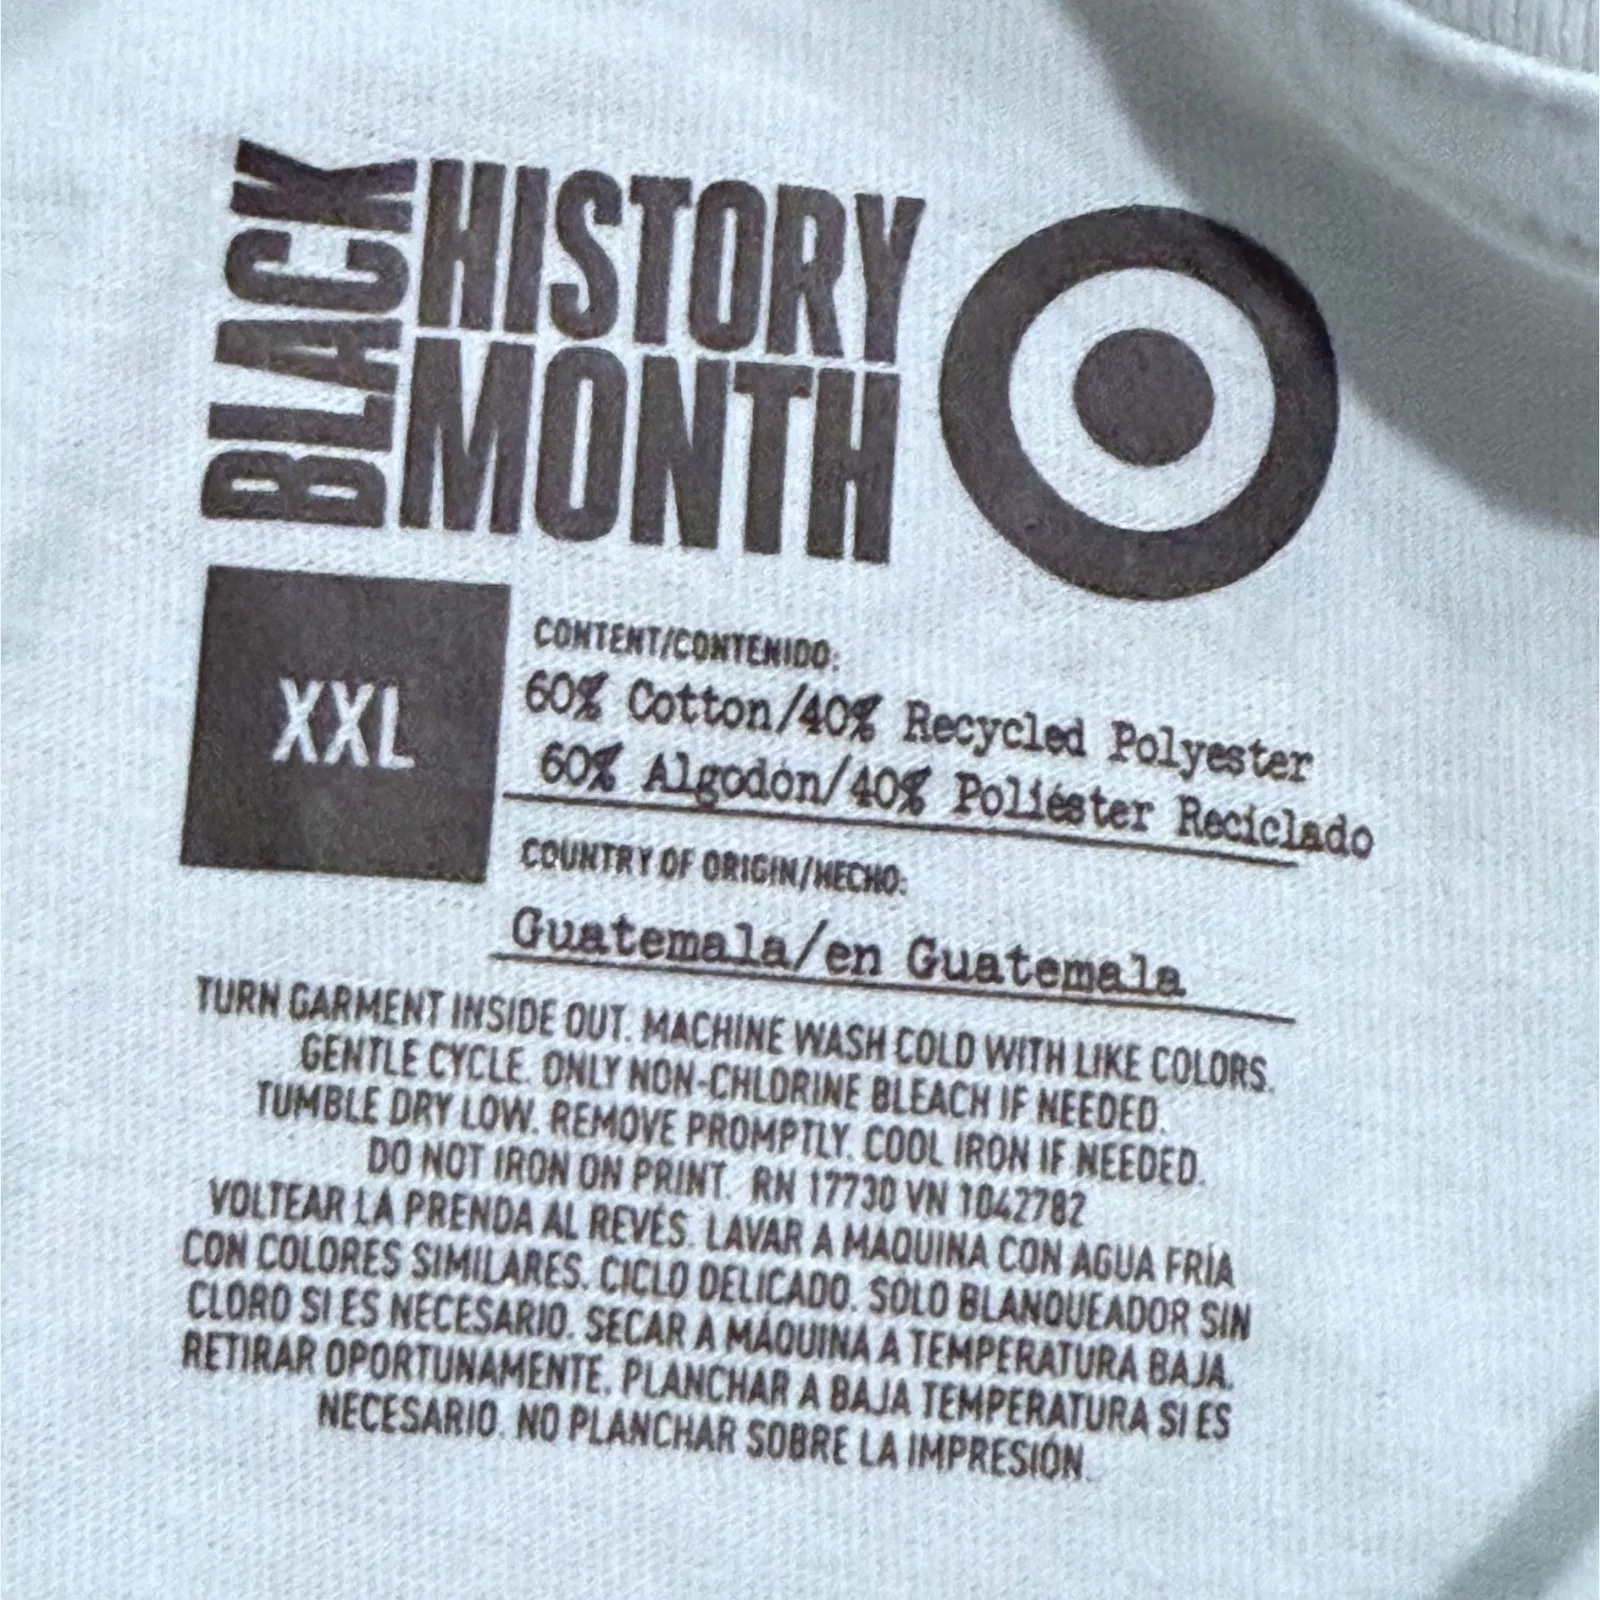 BLACK
HISTORY
MONTH
XXL
CONTENT/CONTENIDO:
60% Cotton/40% Recycled Polyester
60% Algodón/40% Poliéster Reciclado
COUNTRY OF ORIGIN/HECHO:
Guatemala/en Guatemala
TURN GARMENT INSIDE OUT. MACHINE WASH COLD WITH LIKE COLORS.
GENTLE CYCLE. ONLY NON-CHLORINE BLEACH IF NEEDED.
TUMBLE DRY LOW. REMOVE PROMPTLY. COOL IRON IF NEEDED.
DO NOT IRON ON PRINT. RN 17730 VN 1042782
VOLTEAR LA PRENDA AL REVÉS. LAVAR A MÁQUINA CON AGUA FRÍA
CON COLORES SIMILARES. CICLO DELICADO. SOLO BLANQUEADOR SIN
CLORO SI ES NECESARIO. SECAR A MÁQUINA A TEMPERATURA BAJA.
RETIRAR OPORTUNAMENTE. PLANCHAR A BAJA TEMPERATURA SI ES
NECESARIO. NO PLANCHAR SOBRE LA IMPRESIÓN.